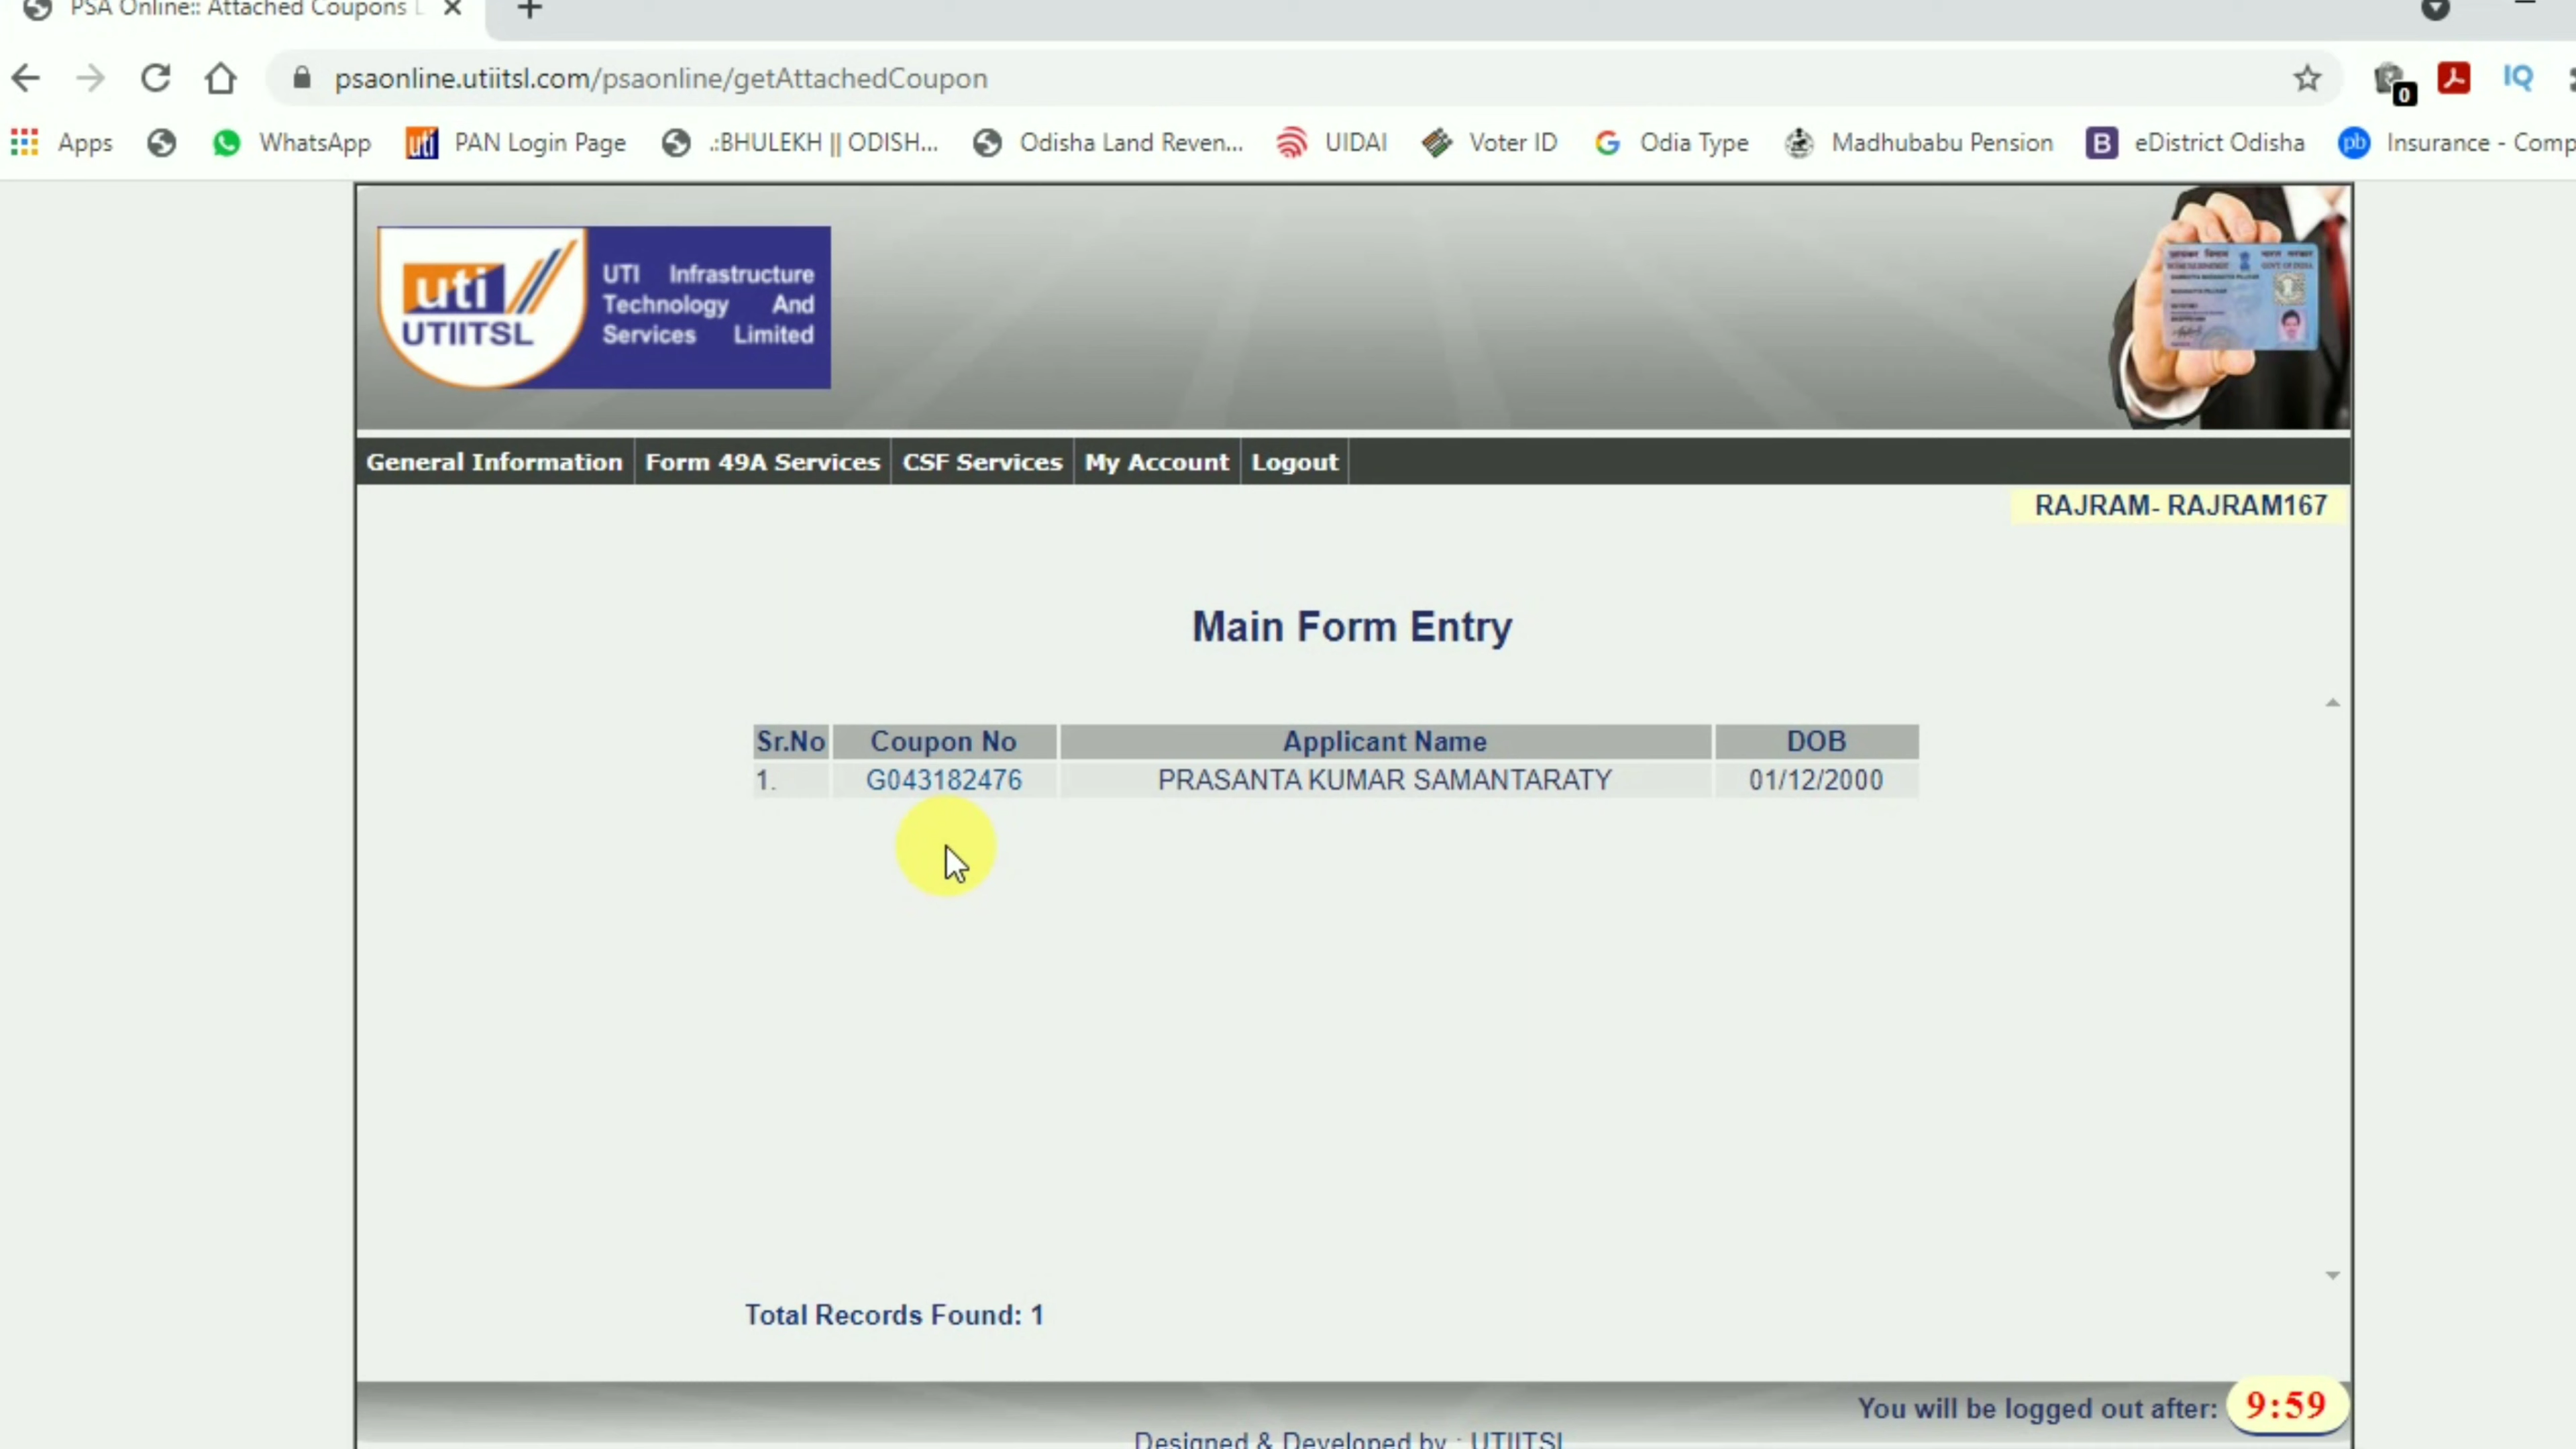 PSA Online:: Attached Coupons
psaonline.utiitsl.com/psaonline/getAttachedCoupon
0
IQ
Apps
WhatsApp
uti PAN Login Page
.:BHULEKH || ODISH...
Odisha Land Reven...
UIDAI
Voter ID
G Odia Type
Madhubabu Pension
B eDistrict Odisha
pb Insurance - Comp
uti
UTIITSL
UTI Infrastructure
Technology And
Services Limited
General Information Form 49A Services CSF Services My Account Logout
RAJRAM- RAJRAM167
Main Form Entry
Sr.No Coupon No Applicant Name DOB
1. G043182476 PRASANTA KUMAR SAMANTARATY 01/12/2000
Total Records Found: 1
You will be logged out after: 9:59
Designed & Developed by : UTIITSL